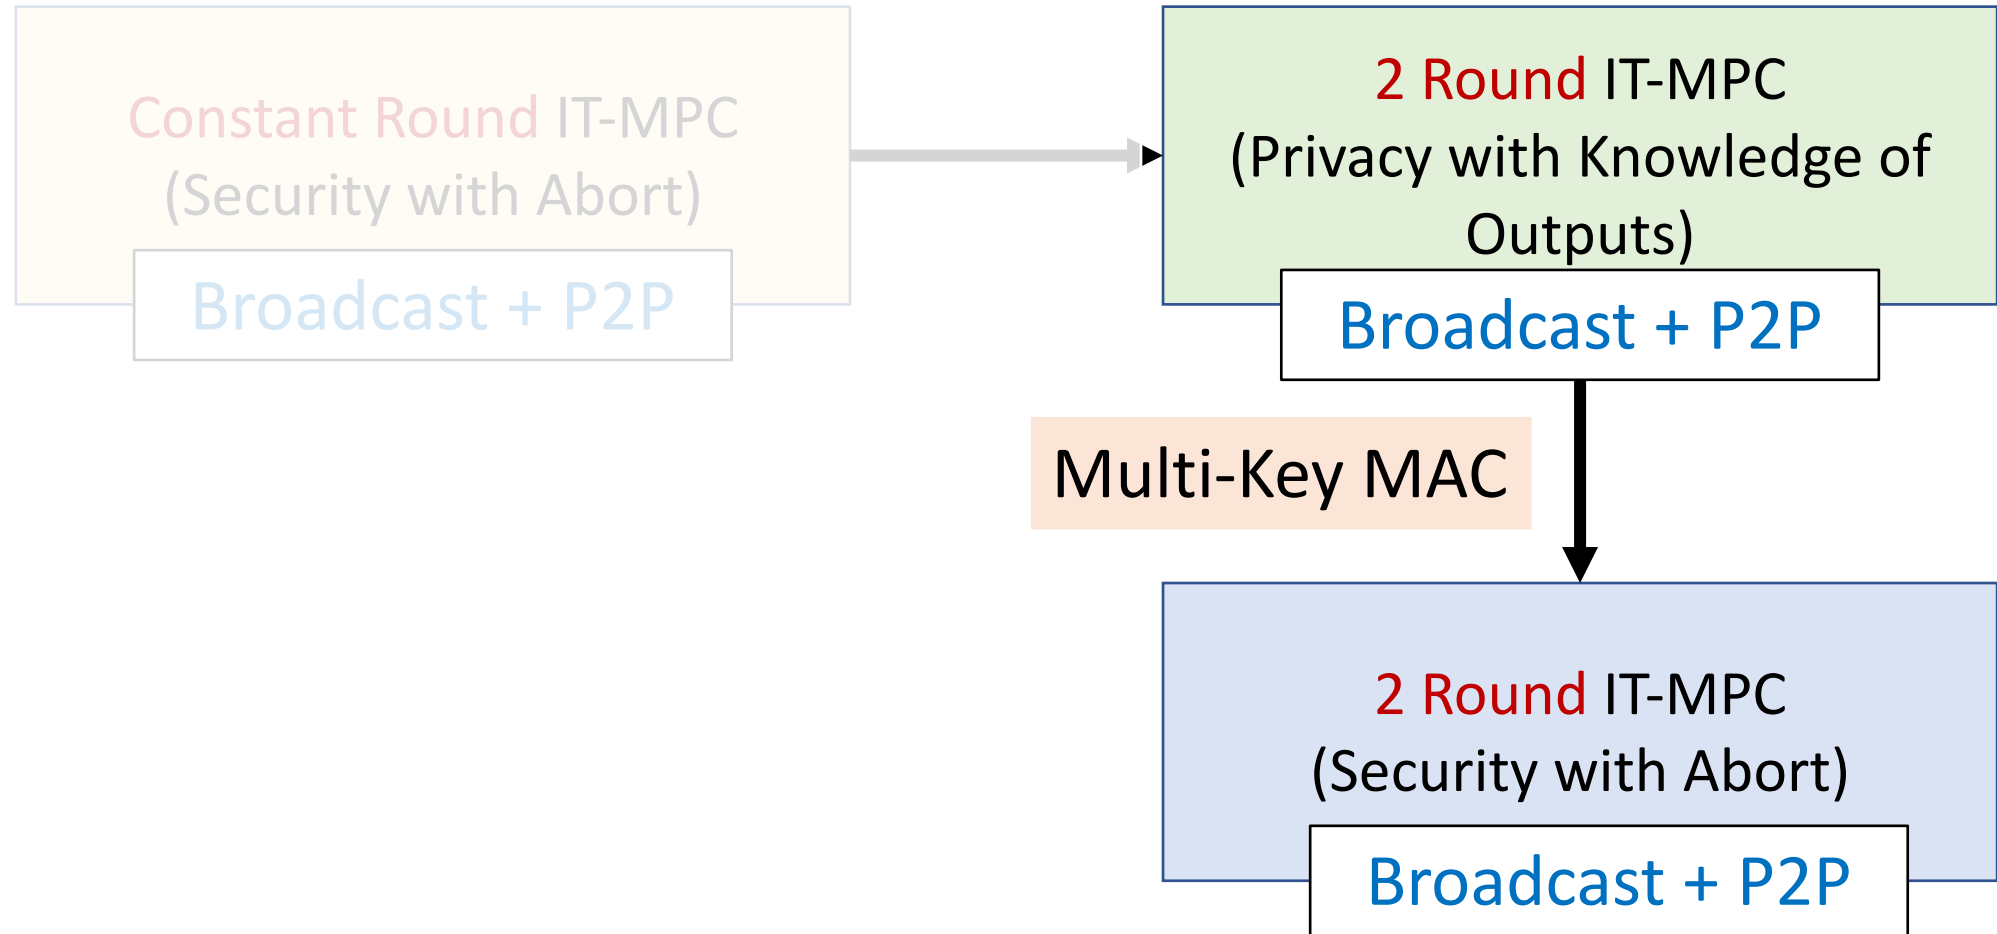 Constant Round IT-MPC
(Security with Abort)
Broadcast + P2P
2 Round IT-MPC
(Privacy with Knowledge of
Outputs)
Broadcast + P2P
Multi-Key MAC
2 Round IT-MPC
(Security with Abort)
Broadcast + P2P